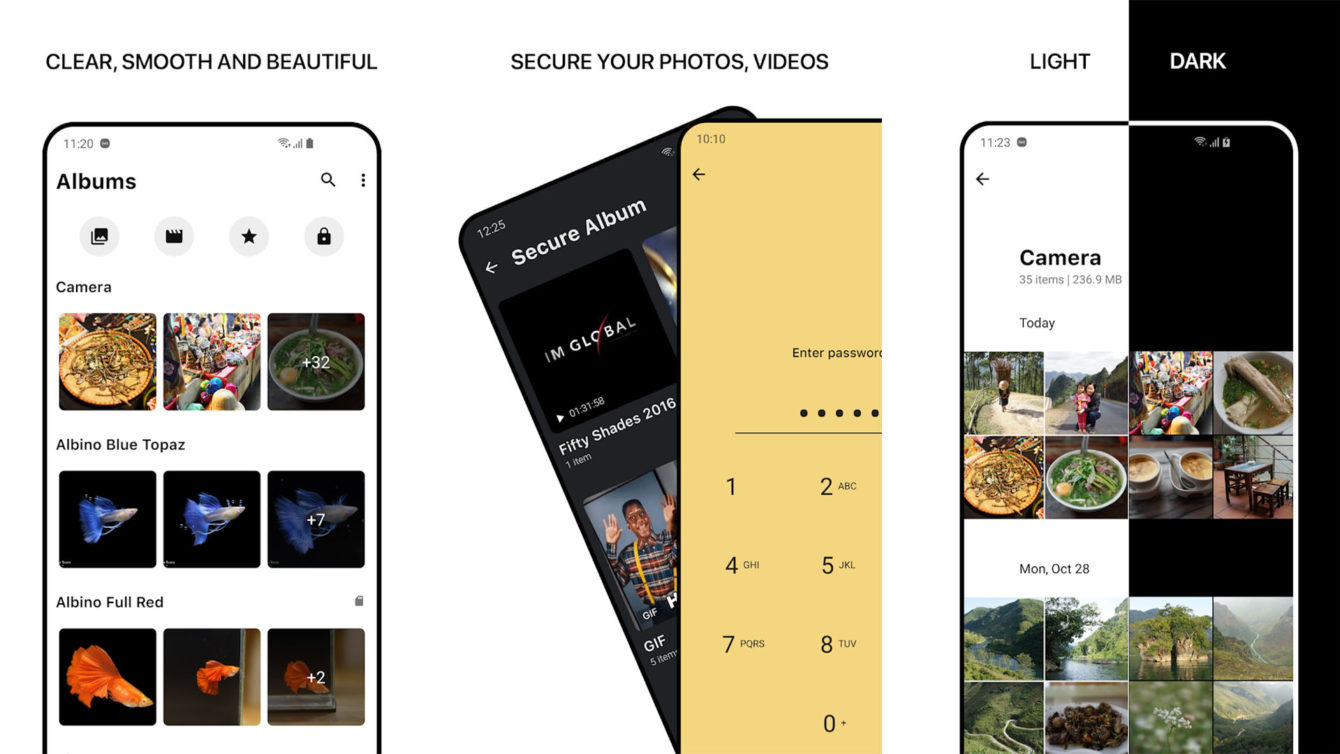 CLEAR, SMOOTH AND BEAUTIFUL
11:20
Albums
Camera
+32
Albino Blue Topaz
+7
Albino Full Red
+2
SECURE YOUR PHOTOS, VIDEOS
12:25
Secure Album
IM GLOBAL
01:31:58
Fifty Shades 2016
1 item
GIF
GIF
5 item
10:10
Enter password
1
2 ABC
4 GHI
5 JKL
7 PQRS
8 TUV
0 +
LIGHT
DARK
11:23
Camera
35 items | 236.9 MB
Today
Mon, Oct 28